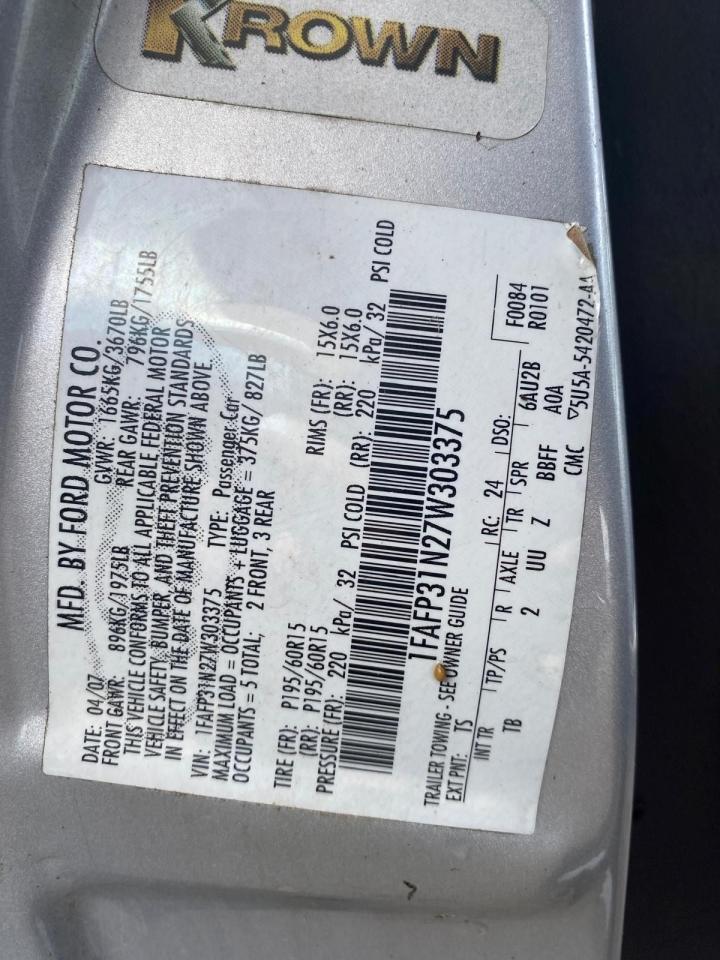 KROWN
MFD. BY FORD MOTOR CO.
DATE: 04/07 GVWR: 1665KG/3670LB
FRONT GAWR: 896KG/1975LB REAR GAWR: 796KG/1755LB
THIS VEHICLE CONFORMS TO ALL APPLICABLE FEDERAL MOTOR
VEHICLE SAFETY, BUMPER, AND THEFT PREVENTION STANDARDS
IN EFFECT ON THE DATE OF MANUFACTURE SHOWN ABOVE
VIN: 1FAFP31N27W303375 TYPE: Passenger Car
MAXIMUM LOAD = OCCUPANTS + LUGGAGE = 375KG/ 827LB
OCCUPANTS = 5 TOTAL; 2 FRONT, 3 REAR
TIRE (FR): P195/60R15 RIMS (FR): 15X6.0
(RR): P195/60R15 (RR): 15X6.0
PRESSURE (FR): 220 kPa/ 32 PSI COLD (RR): 220 kPa/ 32 PSI COLD
1FAFP31N27W303375
TRAILER TOWING - SEE OWNER GUIDE F0084
EXT PNT: TS RC: 24 DSO: R0101
INT TR TP/PS R AXLE TR SPR 6AU2B
TB 2 UU Z BBFF AOA
CMC ▽5U5A-5420472-AA